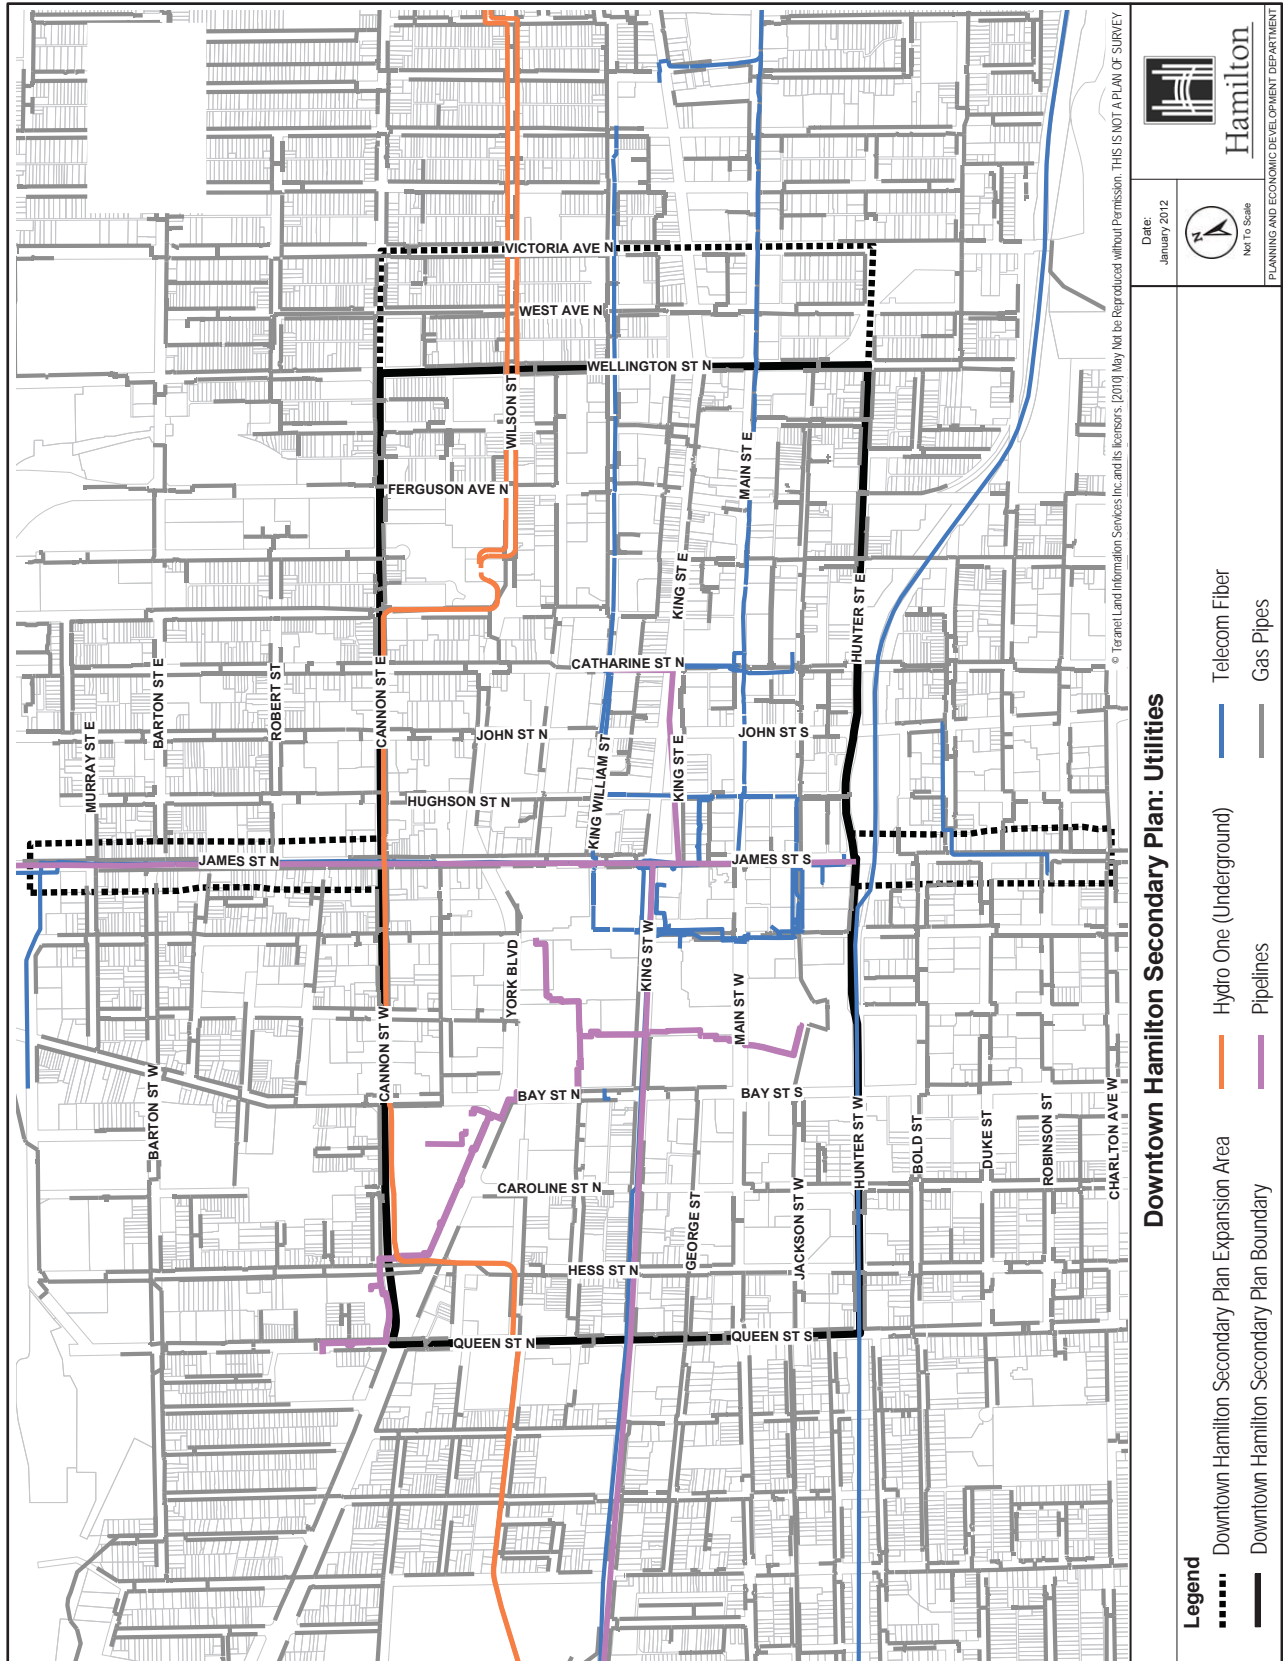 MURRAY ST E
BARTON ST E
ROBERT ST
CANNON ST E
JAMES ST N
BARTON ST W
CANNON ST W
VICTORIA AVE N
WEST AVE N
WELLINGTON ST N
WILSON ST
FERGUSON AVE N
MAIN ST E
KING ST E
HUNTER ST E
CATHARINE ST N
JOHN ST N
JOHN ST S
KING WILLIAM ST
KING ST E
HUGHSON ST N
JAMES ST S
YORK BLVD
KING ST W
MAIN ST W
BAY ST N
BAY ST S
CAROLINE ST N
GEORGE ST
JACKSON ST W
HUNTER ST W
HESS ST N
QUEEN ST N
QUEEN ST S
BOLD ST
DUKE ST
ROBINSON ST
CHARLTON AVE W
© Teranet Land Information Services Inc.and its licensors. [2010] May Not be Reproduced without Permission. THIS IS NOT A PLAN OF SURVEY
Downtown Hamilton Secondary Plan: Utilities
Legend
Downtown Hamilton Secondary Plan Expansion Area
Downtown Hamilton Secondary Plan Boundary
Hydro One (Underground)
Pipelines
Telecom Fiber
Gas Pipes
Date:
January 2012
N
Not To Scale
Hamilton
PLANNING AND ECONOMIC DEVELOPMENT DEPARTMENT